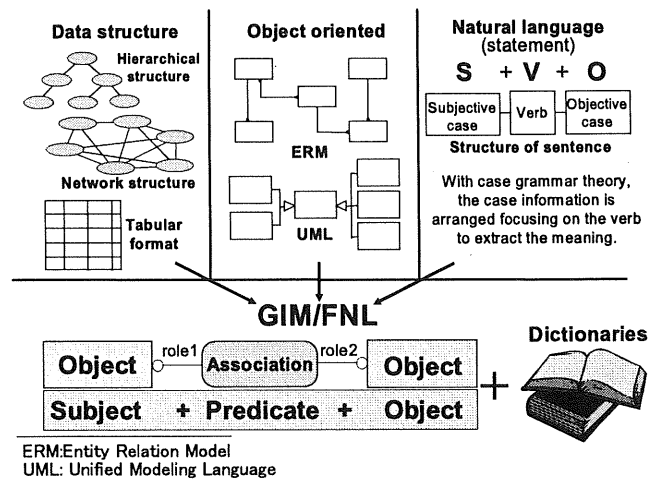 Data structure
Hierarchical
structure
Network structure
Tabular
format
Object oriented
ERM
UML
Natural language
(statement)
S + V + O
Subjective
case
Verb
Objective
case
Structure of sentence
With case grammar theory,
the case information is
arranged focusing on the verb
to extract the meaning.
GIM/FNL
Object
role1
Association
role2
Object
Subject + Predicate + Object
+
Dictionaries
ERM:Entity Relation Model
UML: Unified Modeling Language